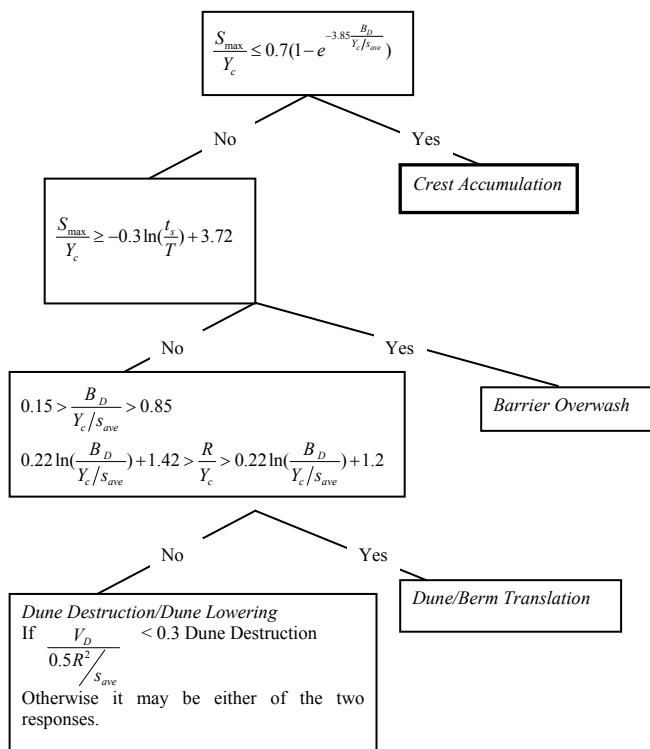 S_max / Y_c ≤ 0.7(1 − e^(−3.85 B_D / (Y_c/s_ave)))
No
Yes
Crest Accumulation
S_max / Y_c ≥ −0.3 ln(t_s / T) + 3.72
No
Yes
Barrier Overwash
0.15 > B_D / (Y_c/s_ave) > 0.85
0.22 ln(B_D / (Y_c/s_ave)) + 1.42 > R / Y_c > 0.22 ln(B_D / (Y_c/s_ave)) + 1.2
No
Yes
Dune/Berm Translation
Dune Destruction/Dune Lowering
If V_D / (0.5R²/s_ave) < 0.3 Dune Destruction
Otherwise it may be either of the two
responses.